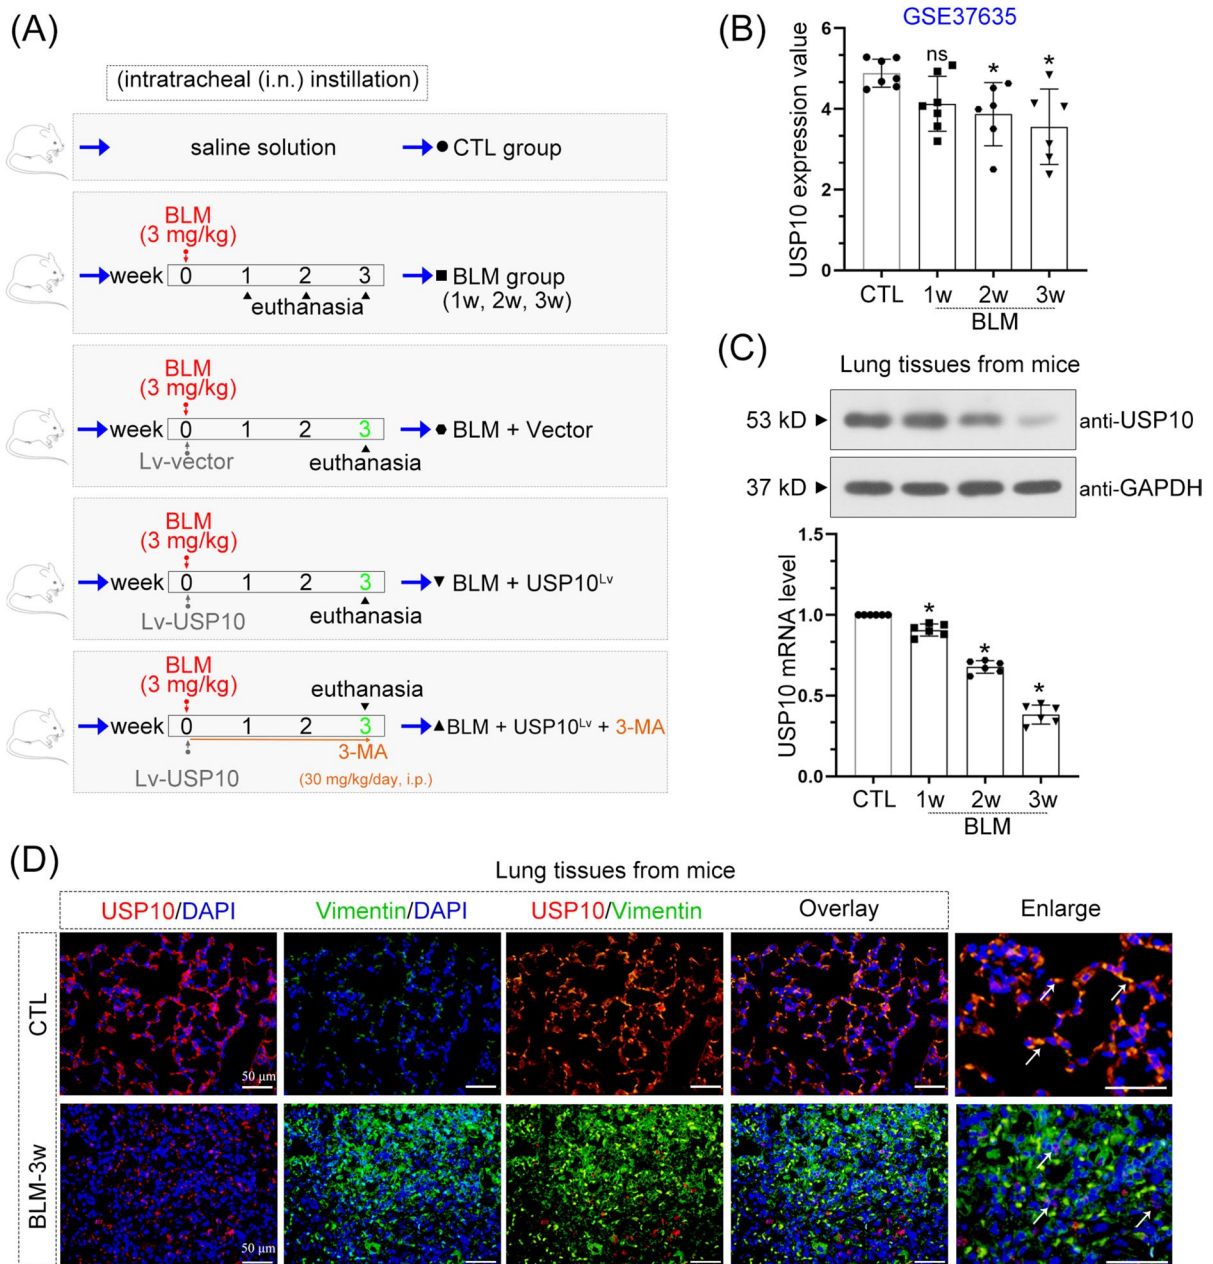 (A)
(intratracheal (i.n.) instillation)
saline solution
CTL group
BLM
(3 mg/kg)
week 0 1 2 3
euthanasia
BLM group
(1w, 2w, 3w)
BLM
(3 mg/kg)
week 0 1 2 3
Lv-vector
euthanasia
BLM + Vector
BLM
(3 mg/kg)
week 0 1 2 3
Lv-USP10
euthanasia
BLM + USP10Lv
BLM
(3 mg/kg)
euthanasia
week 0 1 2 3
Lv-USP10
3-MA
(30 mg/kg/day, i.p.)
BLM + USP10Lv + 3-MA
(B)
GSE37635
USP10 expression value
6
4
2
0
ns * *
CTL 1w 2w 3w
BLM
(C)
Lung tissues from mice
53 kD anti-USP10
37 kD anti-GAPDH
USP10 mRNA level
1.5
1.0
0.5
0.0
* * *
CTL 1w 2w 3w
BLM
(D)
Lung tissues from mice
USP10/DAPI Vimentin/DAPI USP10/Vimentin Overlay Enlarge
CTL
50 μm
BLM-3w
50 μm